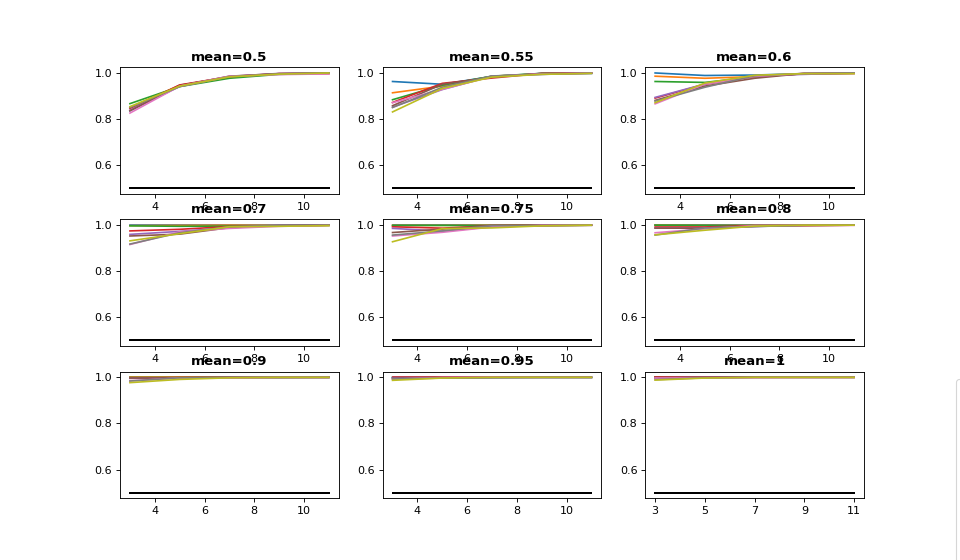 mean=0.5 mean=0.55 mean=0.6
1.0 1.0 1.0
0.8 0.8 0.8
0.6 0.6 0.6
4 6 8 10 4 6 8 10 4 6 8 10
mean=0.7 mean=0.75 mean=0.8
1.0 1.0 1.0
0.8 0.8 0.8
0.6 0.6 0.6
4 6 8 10 4 6 8 10 4 6 8 10
mean=0.9 mean=0.95 mean=1
1.0 1.0 1.0
0.8 0.8 0.8
0.6 0.6 0.6
4 6 8 10 4 6 8 10 3 5 7 9 11